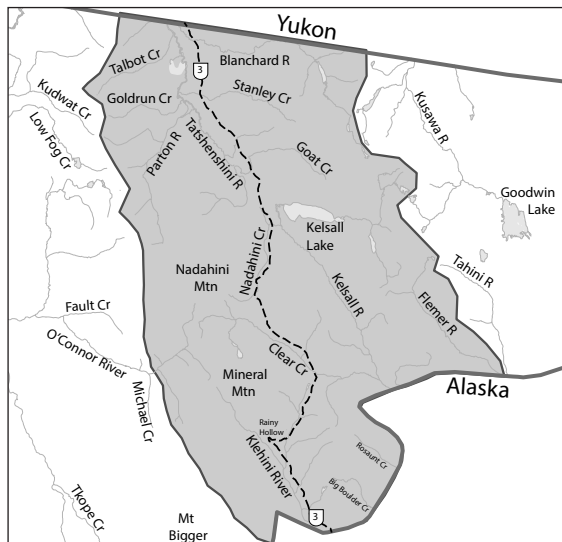 Yukon
Talbot Cr
Blanchard R
3
Kudwat Cr
Goldrun Cr
Stanley Cr
Kusawa R
Low Fog Cr
Parton R
Tatshenshini R
Goat Cr
Goodwin
Lake
Kelsall
Lake
Nadahini Cr
Nadahini
Mtn
Tahini R
Kelsall R
Flemer R
Fault Cr
O'Connor River
Clear Cr
Mineral
Mtn
Alaska
Michael Cr
Rainy
Hollow
Klehini River
Rosaunt Cr
Big Boulder Cr
Tkope Cr
3
Mt
Bigger